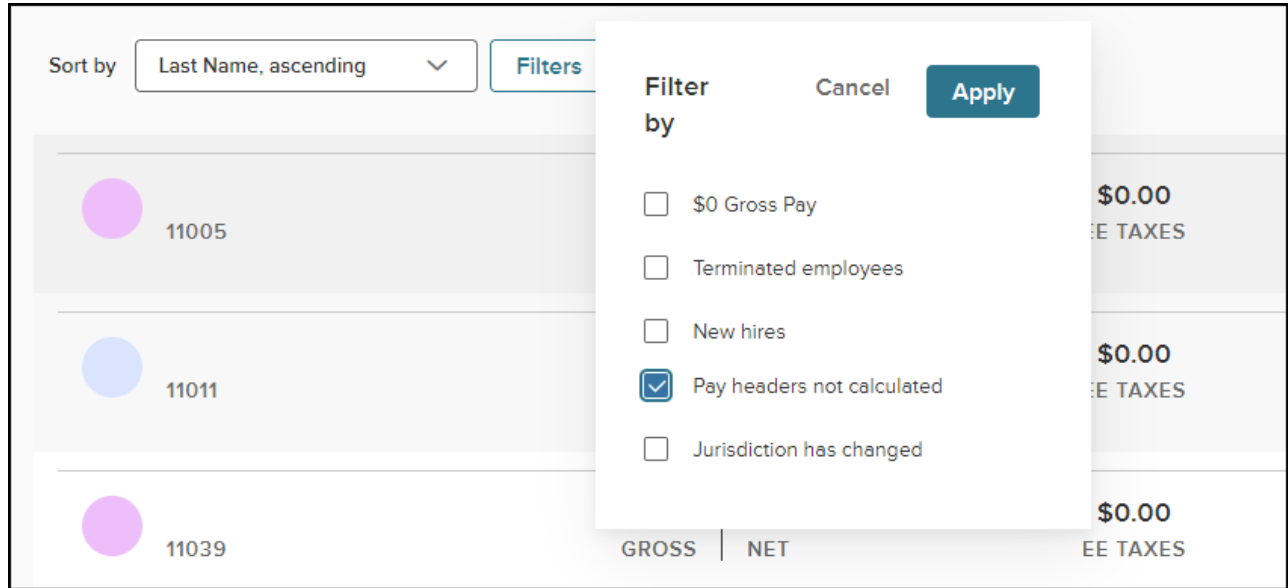 Sort by Last Name, ascending Filters
Filter by
Cancel Apply
$0 Gross Pay
Terminated employees
New hires
Pay headers not calculated
Jurisdiction has changed
11005
$0.00
EE TAXES
11011
$0.00
EE TAXES
11039
GROSS NET
$0.00
EE TAXES